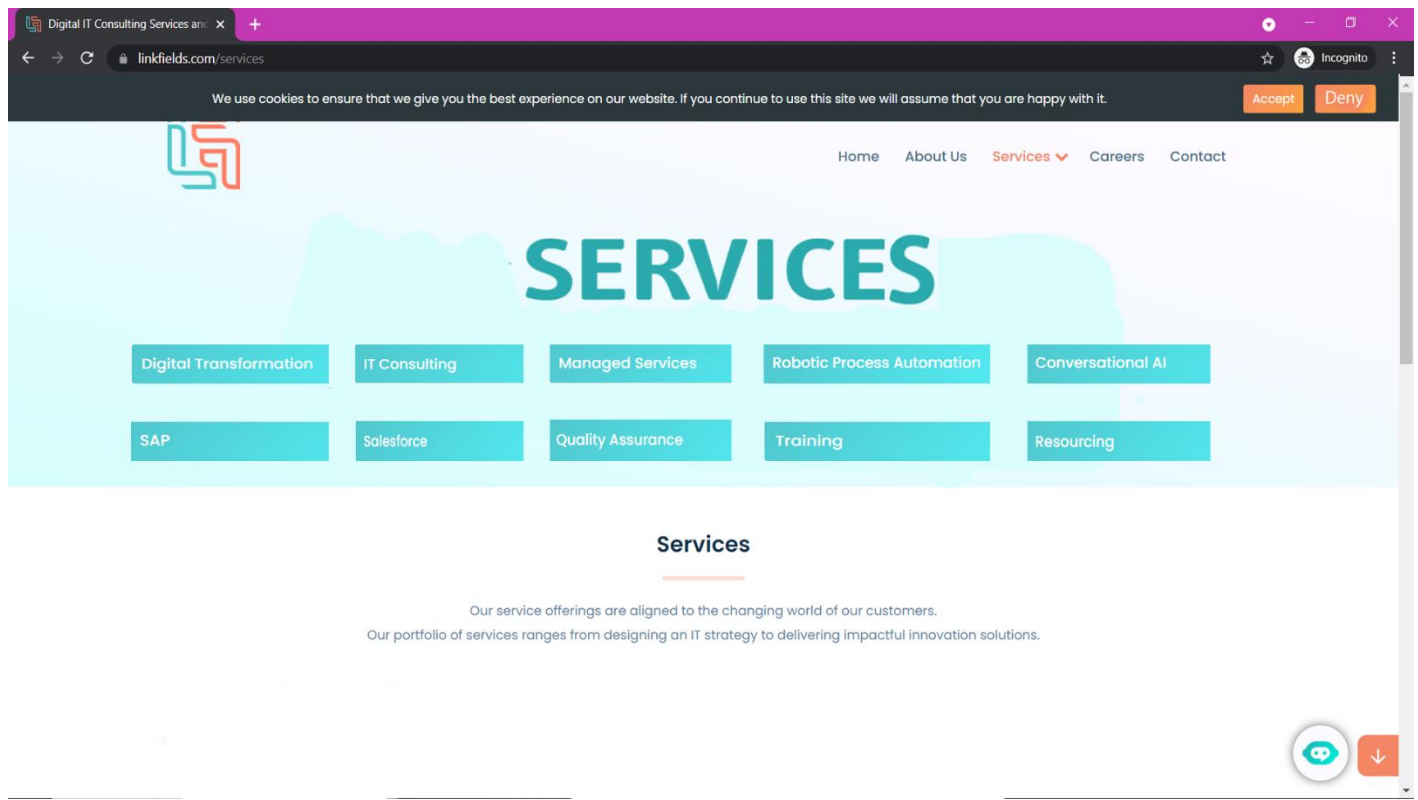 Digital IT Consulting Services and
linkfields.com/services
Incognito
We use cookies to ensure that we give you the best experience on our website. If you continue to use this site we will assume that you are happy with it.
Accept
Deny
Home About Us Services Careers Contact
SERVICES
Digital Transformation IT Consulting Managed Services Robotic Process Automation Conversational AI
SAP Salesforce Quality Assurance Training Resourcing
Services
Our service offerings are aligned to the changing world of our customers.
Our portfolio of services ranges from designing an IT strategy to delivering impactful innovation solutions.